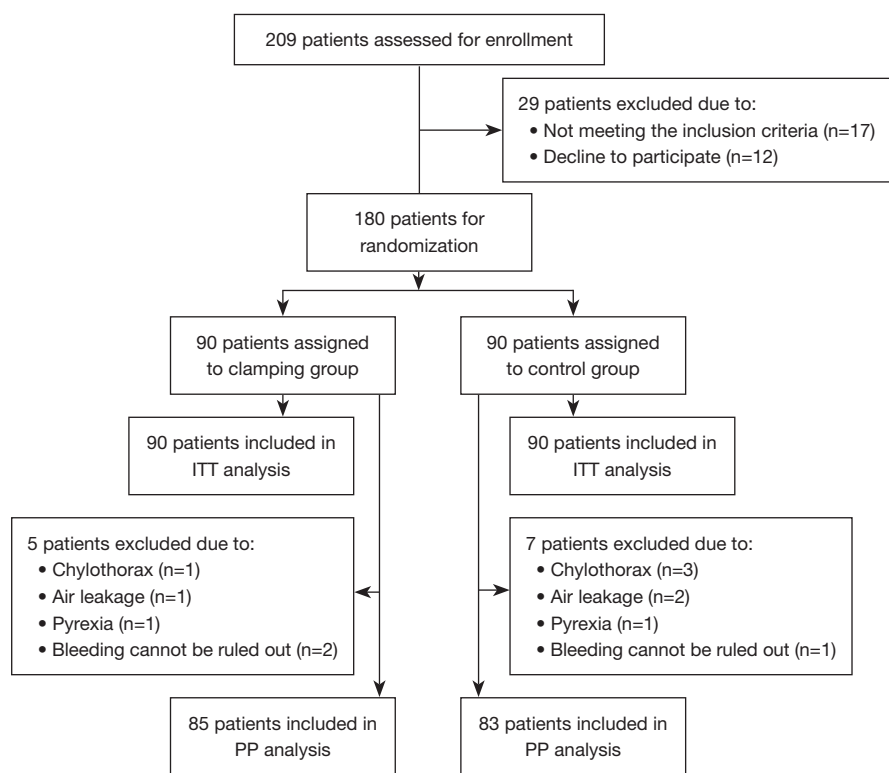 209 patients assessed for enrollment
29 patients excluded due to:
• Not meeting the inclusion criteria (n=17)
• Decline to participate (n=12)
180 patients for
randomization
90 patients assigned
to clamping group
90 patients assigned
to control group
90 patients included in
ITT analysis
90 patients included in
ITT analysis
5 patients excluded due to:
• Chylothorax (n=1)
• Air leakage (n=1)
• Pyrexia (n=1)
• Bleeding cannot be ruled out (n=2)
7 patients excluded due to:
• Chylothorax (n=3)
• Air leakage (n=2)
• Pyrexia (n=1)
• Bleeding cannot be ruled out (n=1)
85 patients included in
PP analysis
83 patients included in
PP analysis